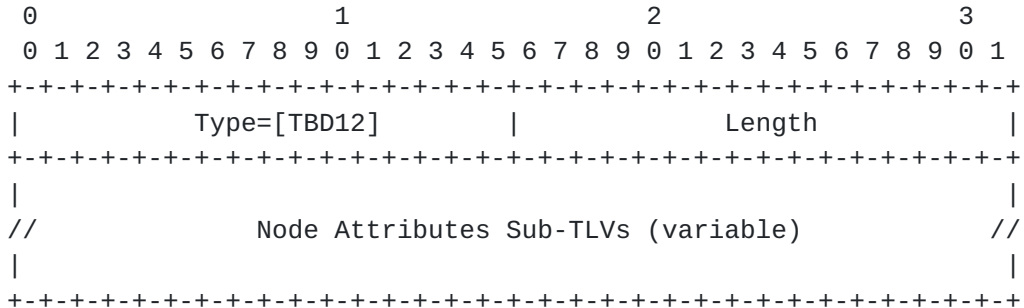 0                   1                   2                   3
 0 1 2 3 4 5 6 7 8 9 0 1 2 3 4 5 6 7 8 9 0 1 2 3 4 5 6 7 8 9 0 1
+-+-+-+-+-+-+-+-+-+-+-+-+-+-+-+-+-+-+-+-+-+-+-+-+-+-+-+-+-+-+-+-+
|           Type=[TBD12]        |             Length            |
+-+-+-+-+-+-+-+-+-+-+-+-+-+-+-+-+-+-+-+-+-+-+-+-+-+-+-+-+-+-+-+-+
|                                                               |
//              Node Attributes Sub-TLVs (variable)            //
|                                                               |
+-+-+-+-+-+-+-+-+-+-+-+-+-+-+-+-+-+-+-+-+-+-+-+-+-+-+-+-+-+-+-+-+